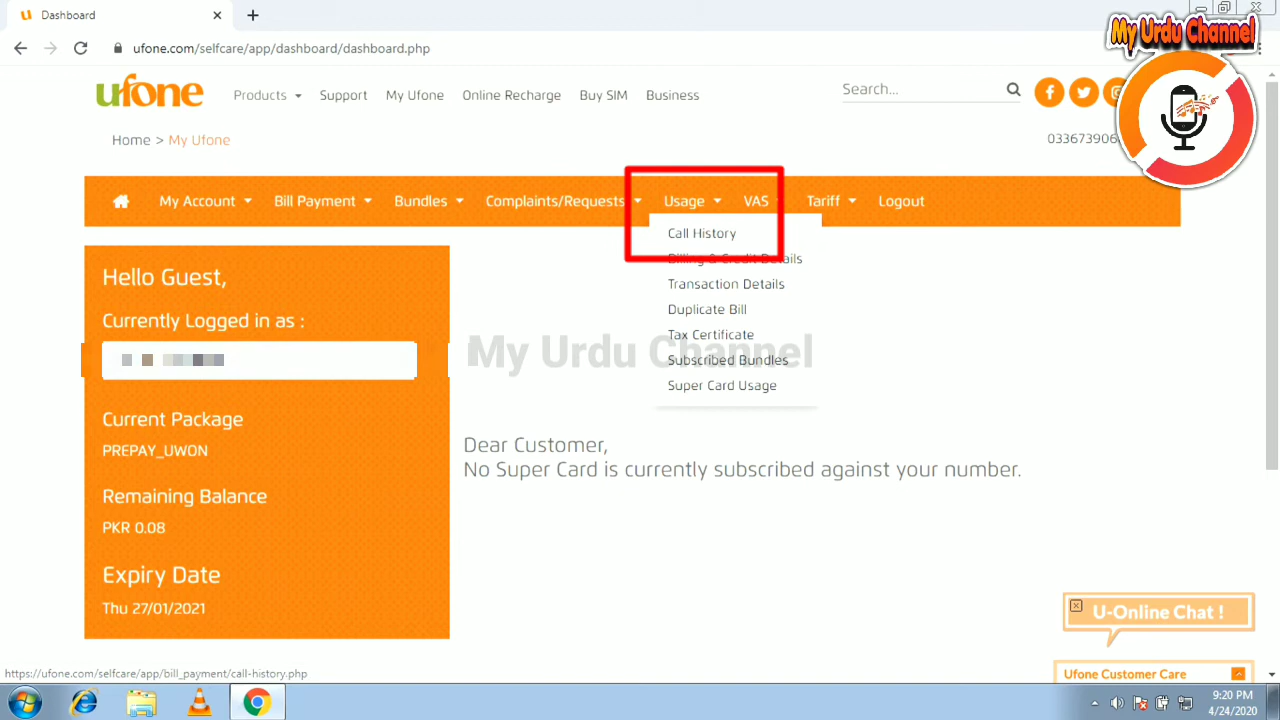 Dashboard
My Urdu Channel
ufone.com/selfcare/app/dashboard/dashboard.php
ufone
Products
Support
My Ufone
Online Recharge
Buy SIM
Business
Search...
Home > My Ufone
033673906
My Account
Bill Payment
Bundles
Complaints/Requests
Usage
VAS
Tariff
Logout
Call History
Billing & Credit Details
Transaction Details
Duplicate Bill
Tax Certificate
Subscribed Bundles
Super Card Usage
Hello Guest,
Currently Logged in as :
My Urdu Channel
Current Package
PREPAY_UWON
Remaining Balance
PKR 0.08
Expiry Date
Thu 27/01/2021
Dear Customer,
No Super Card is currently subscribed against your number.
U-Online Chat !
Ufone Customer Care
https://ufone.com/selfcare/app/bill_payment/call-history.php
9:20 PM
4/24/2020